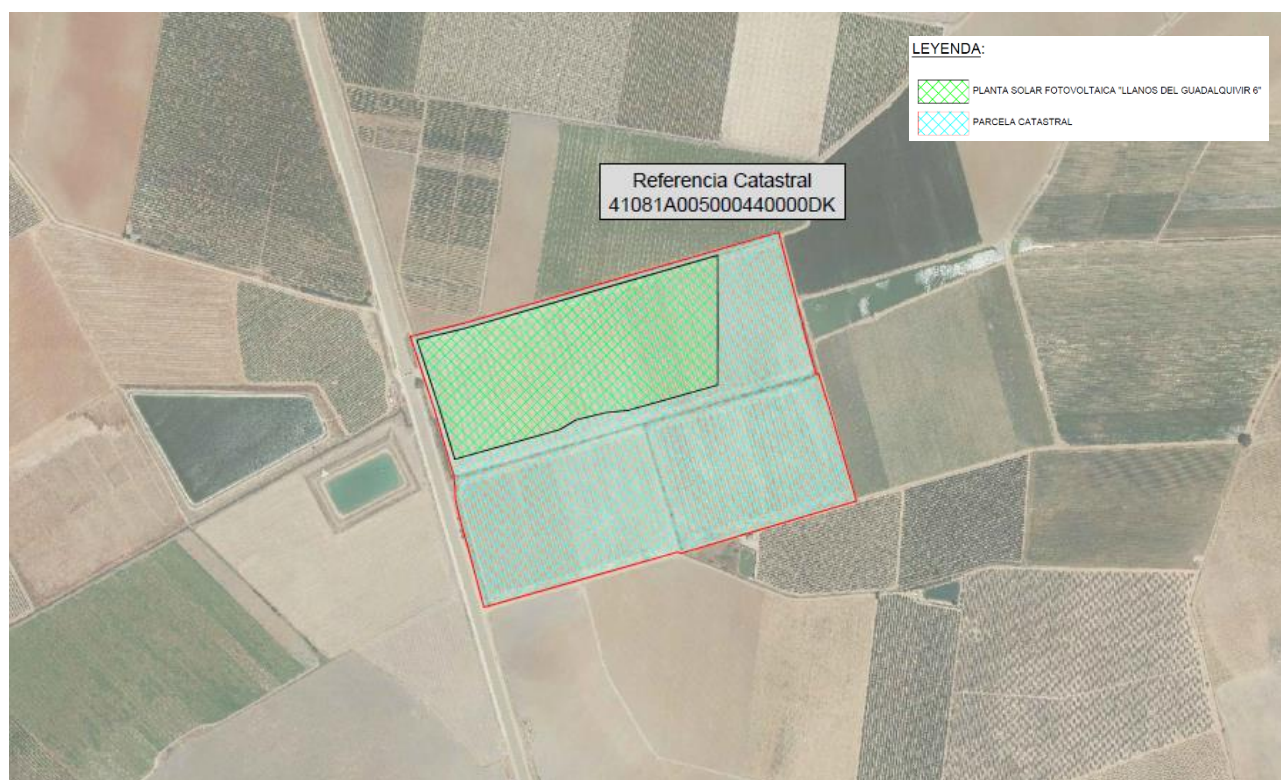 LEYENDA:
PLANTA SOLAR FOTOVOLTAICA "LLANOS DEL GUADALQUIVIR 6"
PARCELA CATASTRAL
Referencia Catastral
41081A005000440000DK